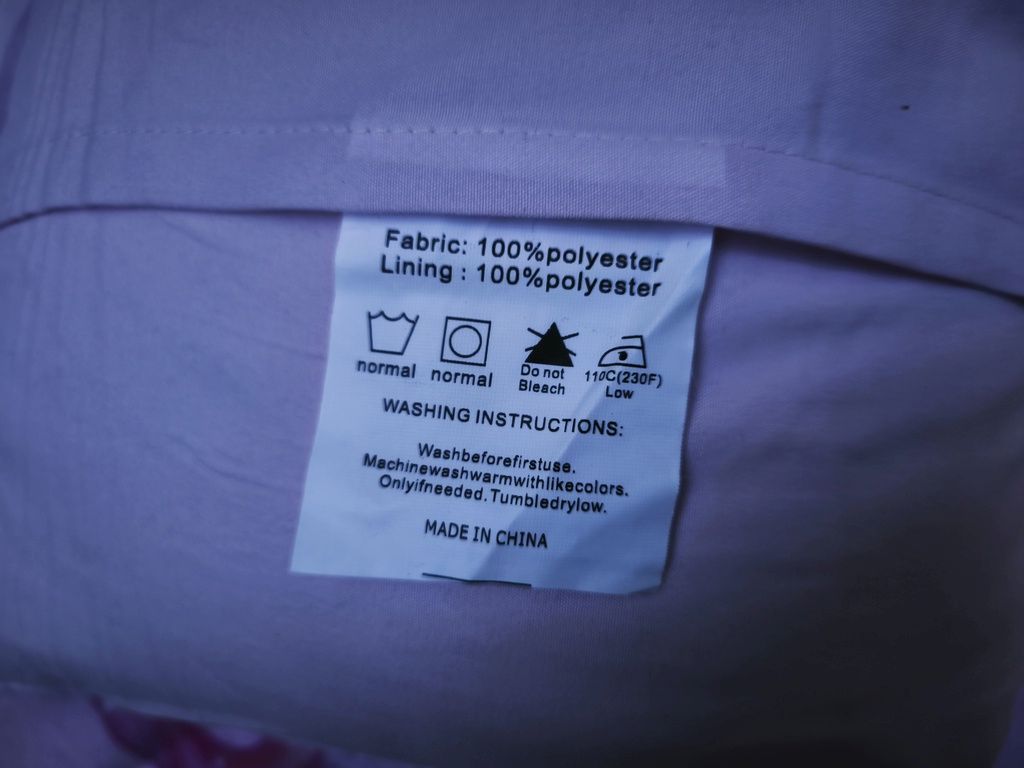 Fabric: 100%polyester
Lining : 100%polyester
normal normal Do not Bleach 110C(230F) Low
WASHING INSTRUCTIONS:
Washbeforefirstuse.
Machinewashwarmwithlikecolors.
Onlyifneeded.Tumbledrylow.
MADE IN CHINA